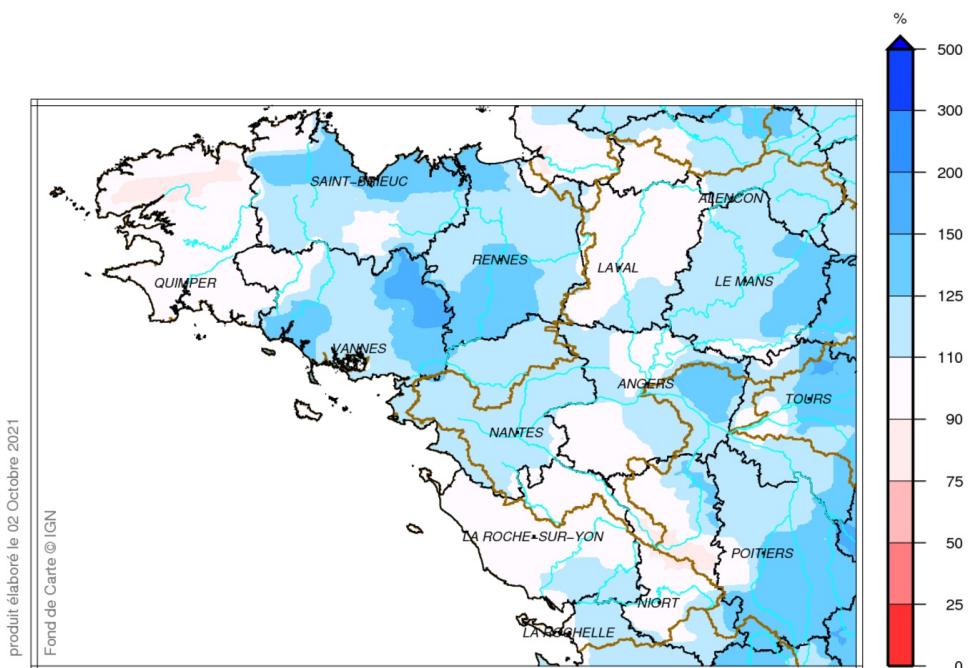 %
500
300
200
150
125
110
90
75
50
25
0
SAINT-BRIEUC
ALENCON
RENNES
LAVAL
QUIMPER
LE MANS
VANNES
ANGERS
TOURS
NANTES
LA ROCHE-SUR-YON
POITIERS
NIORT
LA ROCHELLE
produit élaboré le 02 Octobre 2021
Fond de Carte © IGN